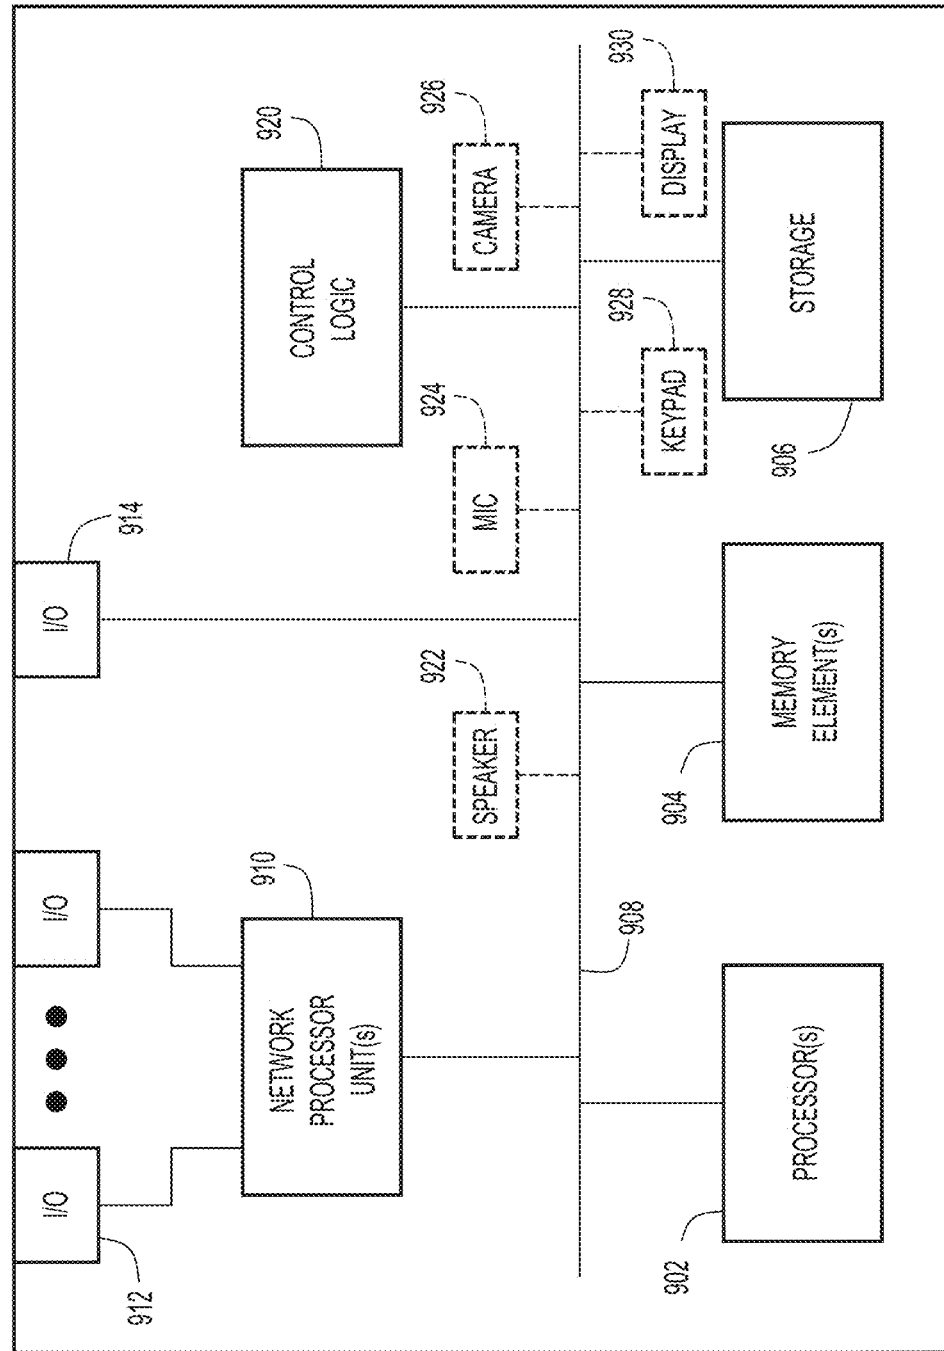 I/O
I/O
I/O
912
914
NETWORK
PROCESSOR
UNIT(s)
910
CONTROL
LOGIC
920
SPEAKER
922
MIC
924
CAMERA
926
908
KEYPAD
928
DISPLAY
930
PROCESSOR(s)
902
MEMORY
ELEMENT(s)
904
STORAGE
906